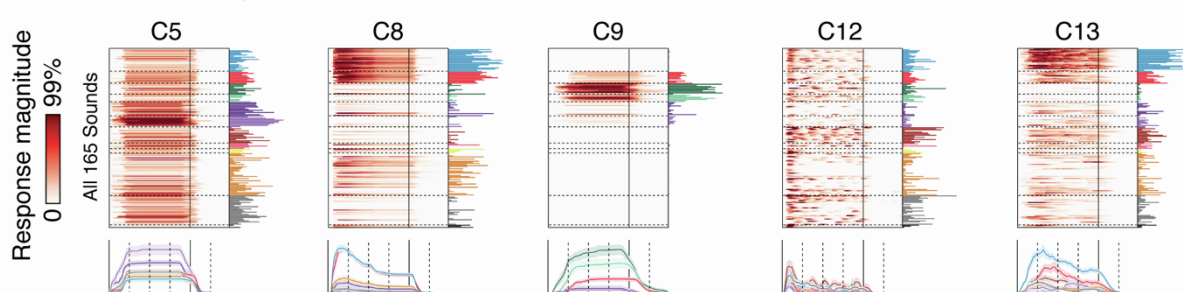 C5
C8
C9
C12
C13
Response magnitude
0 99%
All 165 Sounds